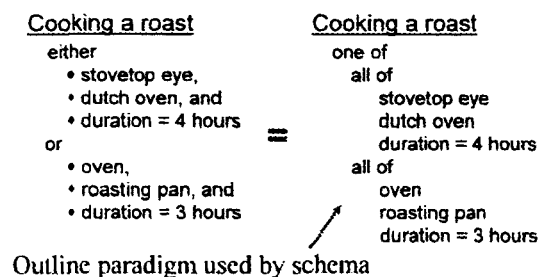 Cooking a roast
either
• stovetop eye,
• dutch oven, and
• duration = 4 hours
or
• oven,
• roasting pan, and
• duration = 3 hours
=
Cooking a roast
one of
all of
stovetop eye
dutch oven
duration = 4 hours
all of
oven
roasting pan
duration = 3 hours
Outline paradigm used by schema